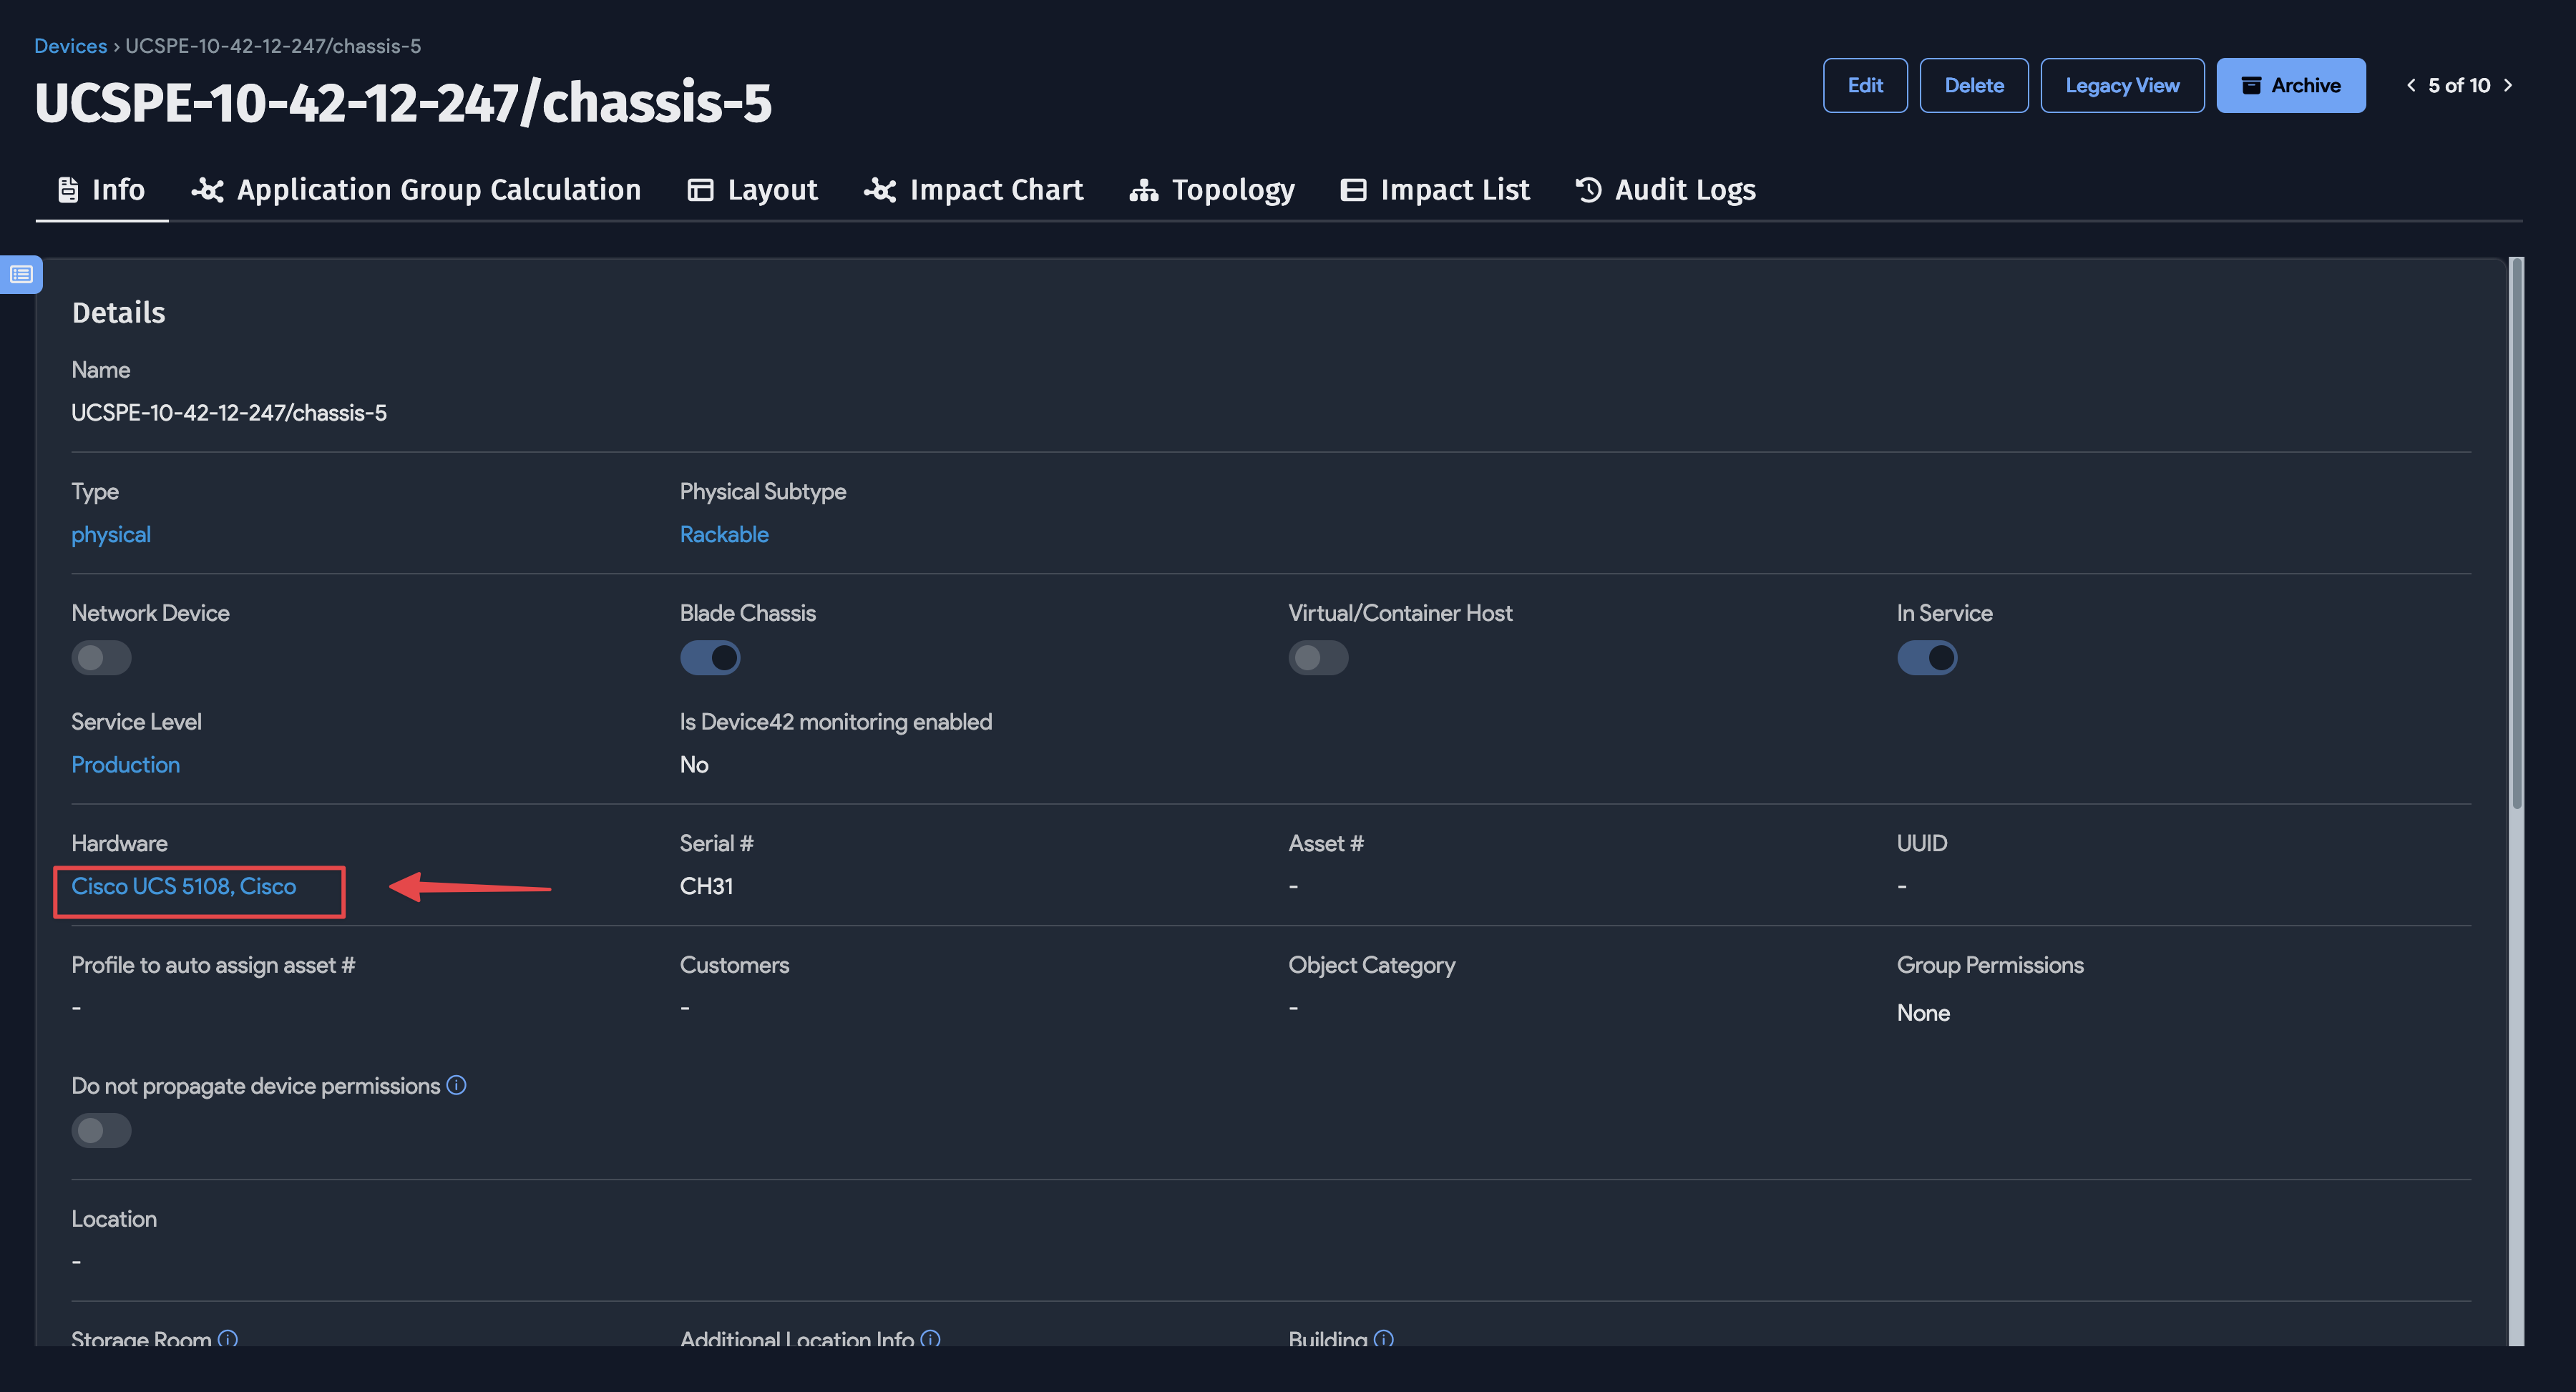 Devices › UCSPE-10-42-12-247/chassis-5
UCSPE-10-42-12-247/chassis-5
Edit Delete Legacy View Archive 5 of 10
Info Application Group Calculation Layout Impact Chart Topology Impact List Audit Logs
Details
Name
UCSPE-10-42-12-247/chassis-5
Type Physical Subtype
physical Rackable
Network Device Blade Chassis Virtual/Container Host In Service
Service Level Is Device42 monitoring enabled
Production No
Hardware Serial # Asset # UUID
Cisco UCS 5108, Cisco CH31 - -
Profile to auto assign asset # Customers Object Category Group Permissions
- - - None
Do not propagate device permissions
Location
-
Storage Room Additional Location Info Building